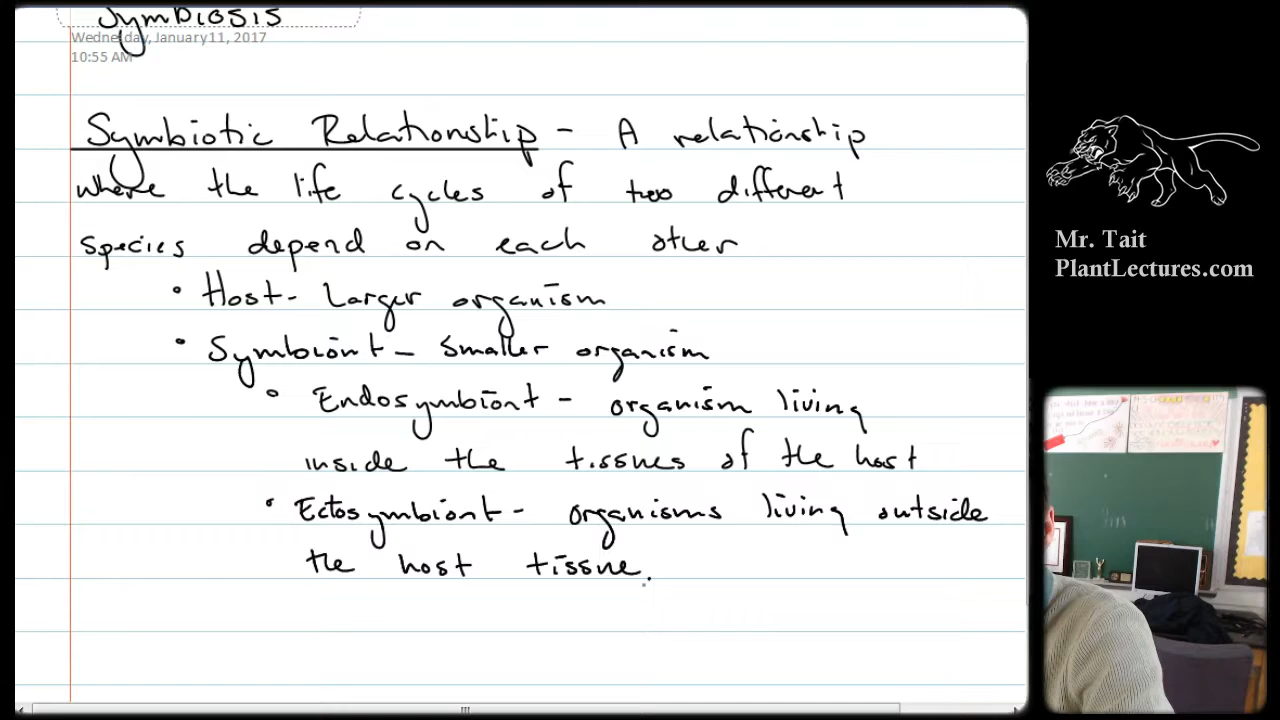 Symbiosis
Wednesday, January 11, 2017
10:55 AM
Symbiotic Relationship - A relationship
where the life cycles of two different
species depend on each other
• Host - Larger organism
• Symbiont - smaller organism
• Endosymbiont - organism living
inside the tissues of the host
• Ectosymbiont - organisms living outside
the host tissue.
Mr. Tait
PlantLectures.com